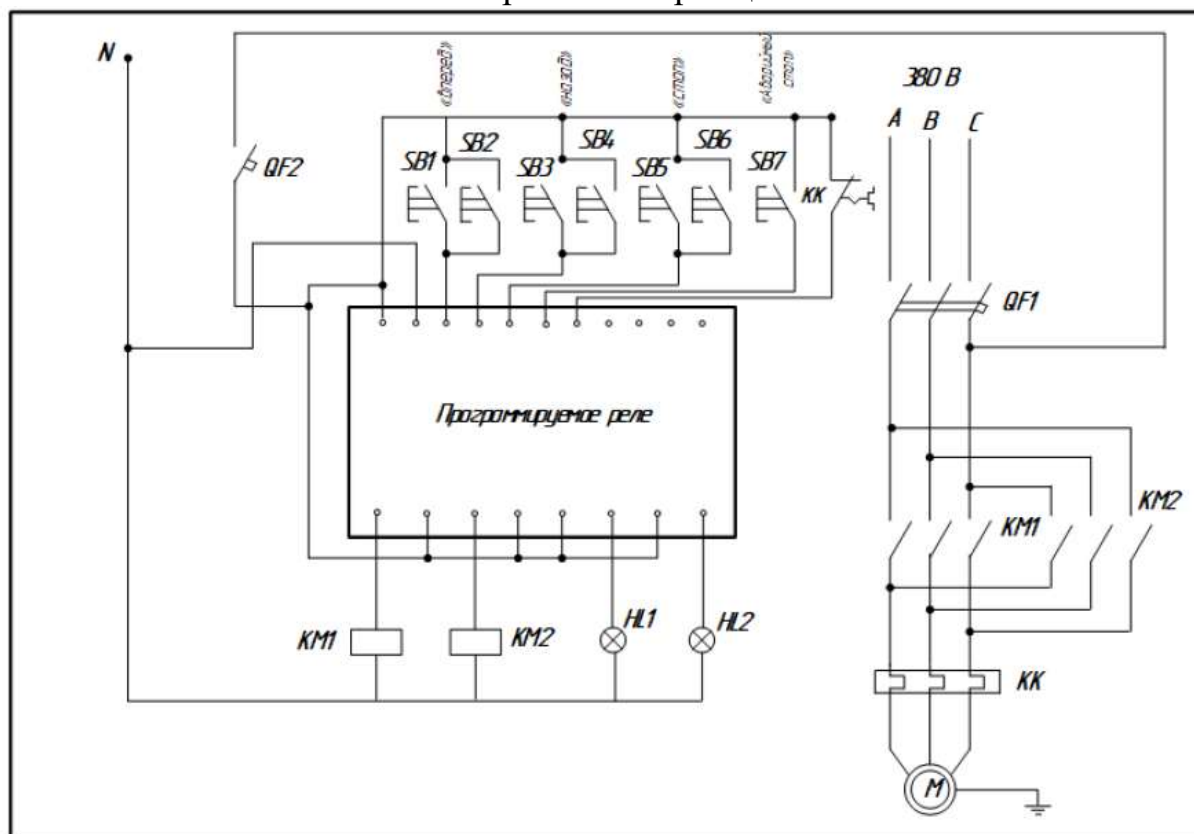 N
«вперед»
«назад»
«стоп»
«Аварийный
стоп»
380 В
A
B
C
QF2
SB1
SB2
SB3
SB4
SB5
SB6
SB7
KK
QF1
Программируемое реле
KM1
KM2
KM1
KM2
HL1
HL2
KK
M